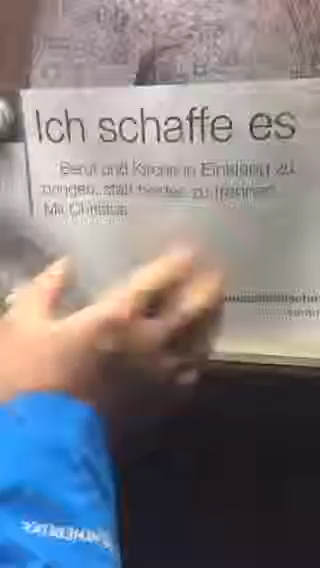 Ich schaffe es
Beruf und Kirche in Einklang zu
bringen, statt beides zu trennen.
Mit Christus